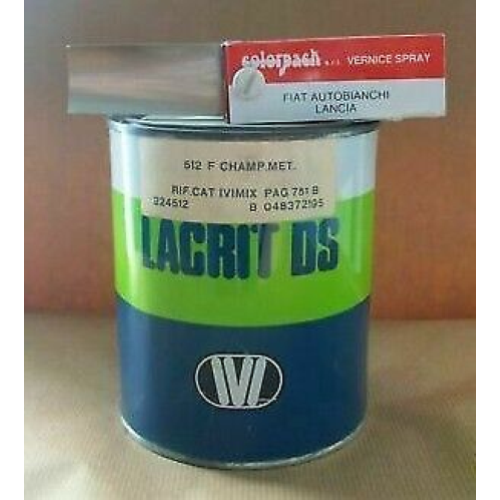 colorpach s.r.l. VERNICE SPRAY
FIAT AUTOBIANCHI
LANCIA
512 F CHAMP.MET.
RIF.CAT IVIMIX PAG 751 B
224512 B 048372195
LACRIT DS
IVI